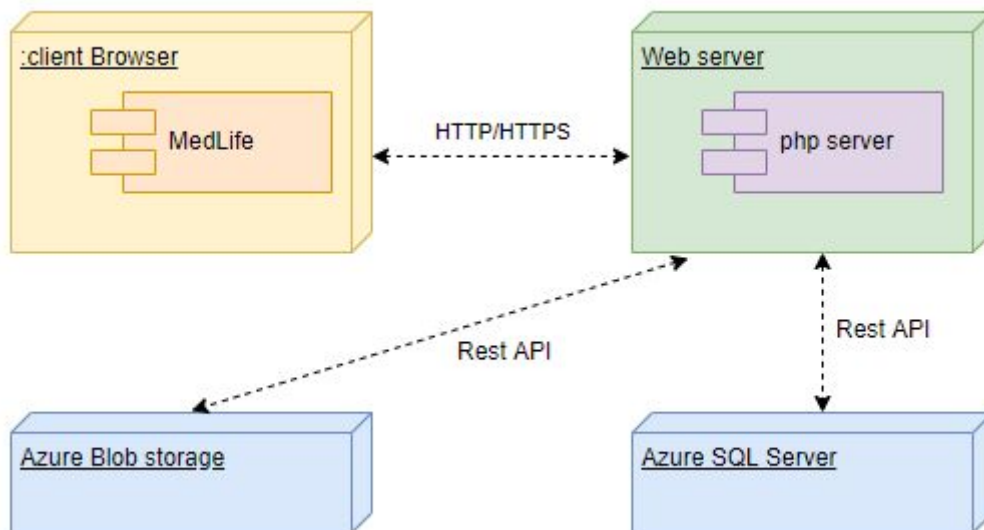 :client Browser
MedLife
HTTP/HTTPS
Web server
php server
Rest API
Rest API
Azure Blob storage
Azure SQL Server